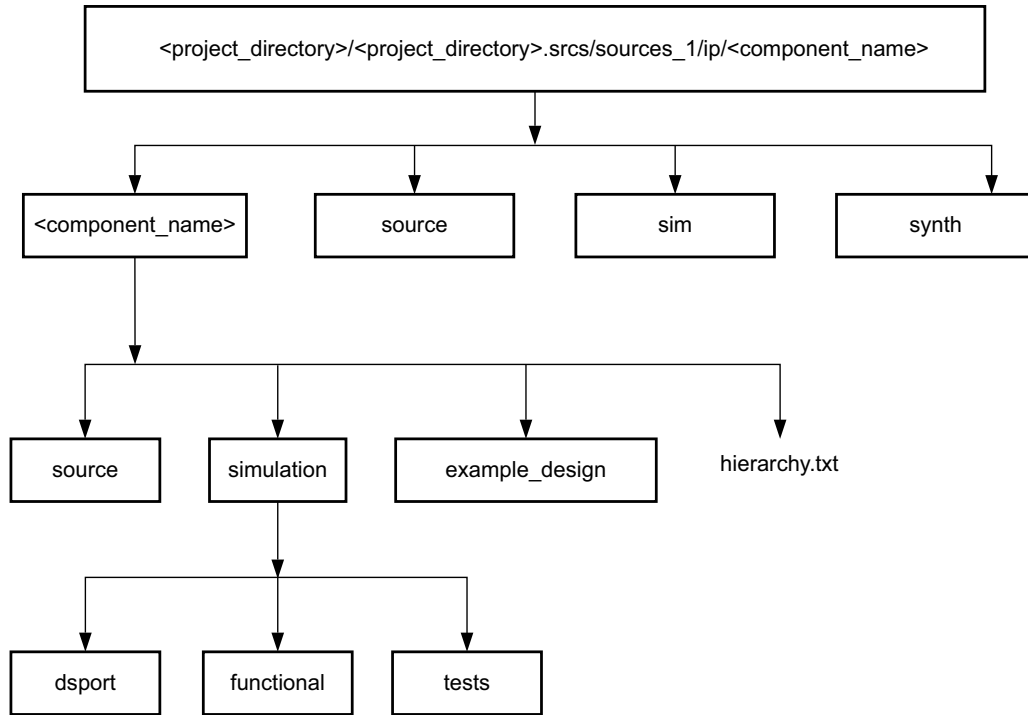 <project_directory>/<project_directory>.srcs/sources_1/ip/<component_name>
<component_name>
source
sim
synth
source
simulation
example_design
hierarchy.txt
dsport
functional
tests